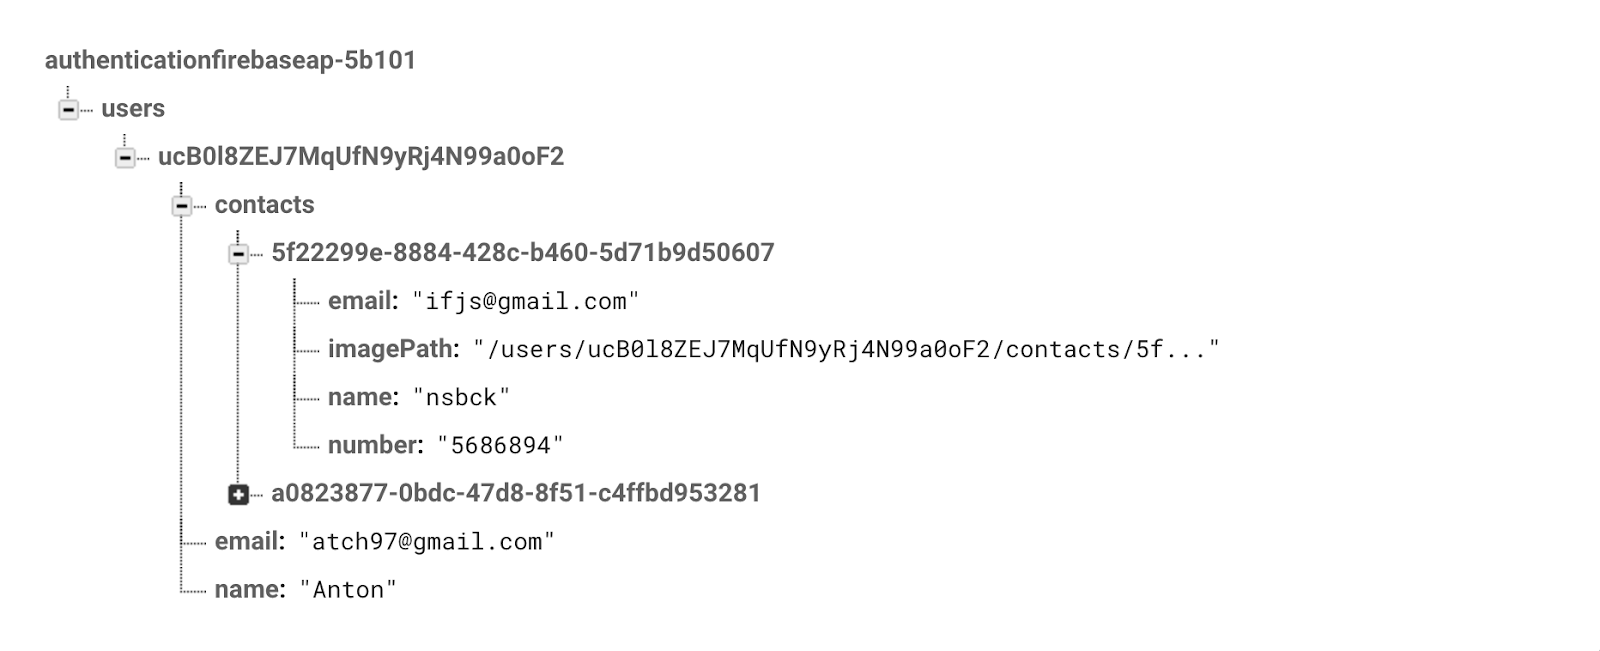 authenticationfirebaseap-5b101
users
ucB0l8ZEJ7MqUfN9yRj4N99a0oF2
contacts
5f22299e-8884-428c-b460-5d71b9d50607
email: "ifjs@gmail.com"
imagePath: "/users/ucB0l8ZEJ7MqUfN9yRj4N99a0oF2/contacts/5f..."
name: "nsbck"
number: "5686894"
a0823877-0bdc-47d8-8f51-c4ffbd953281
email: "atch97@gmail.com"
name: "Anton"